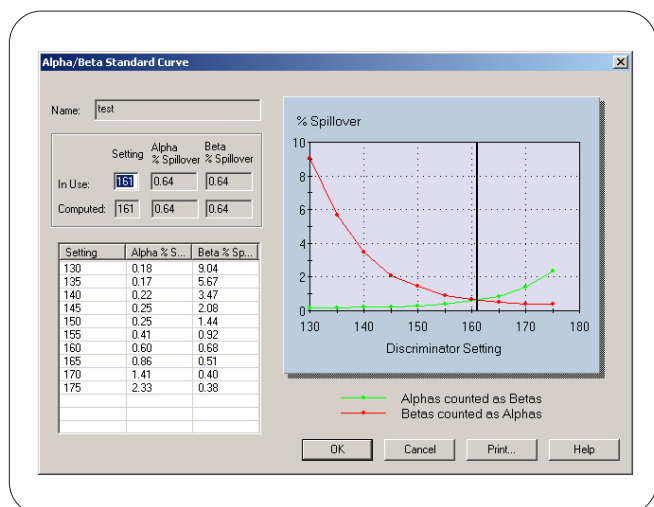 Alpha/Beta Standard Curve
Name: test
Setting Alpha % Spillover Beta % Spillover
In Use: 161 0.64 0.64
Computed: 161 0.64 0.64
Setting Alpha % S... Beta % Sp...
130 0.18 9.04
135 0.17 5.67
140 0.22 3.47
145 0.25 2.08
150 0.25 1.44
155 0.41 0.92
160 0.60 0.68
165 0.86 0.51
170 1.41 0.40
175 2.33 0.38
% Spillover
10
8
6
4
2
0
130 140 150 160 170 180
Discriminator Setting
Alphas counted as Betas
Betas counted as Alphas
OK Cancel Print... Help